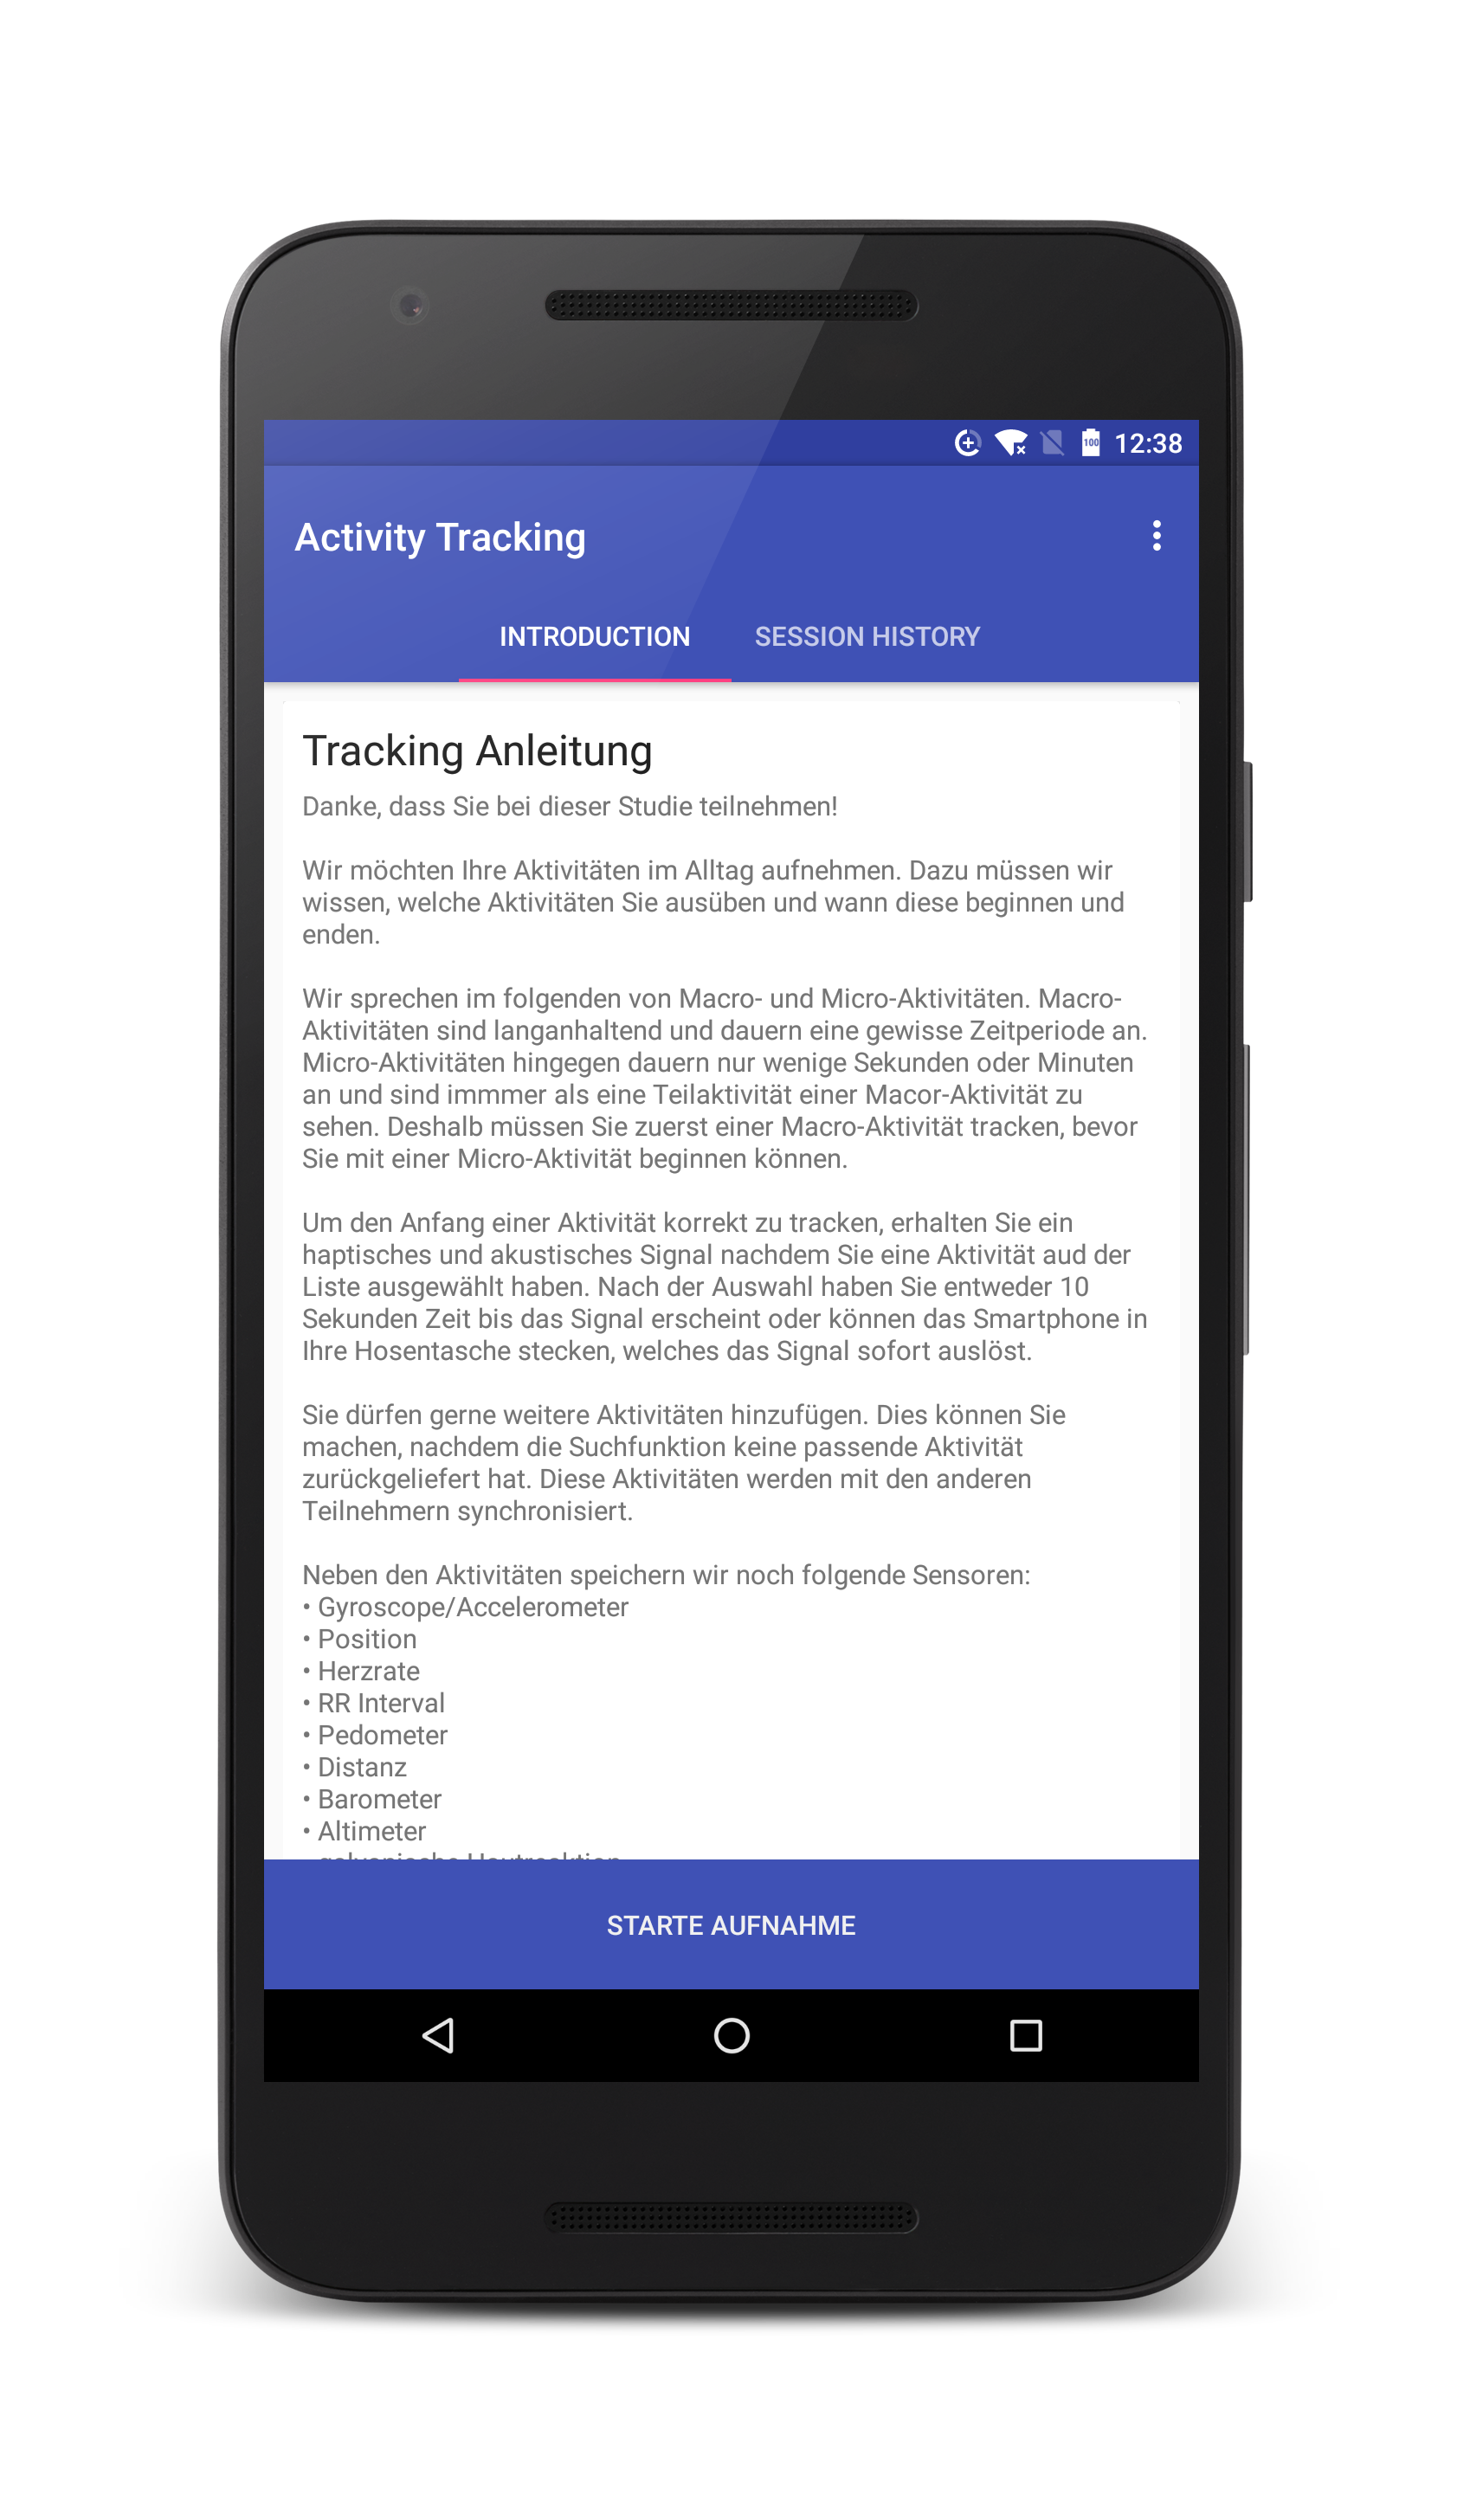 100 12:38
Activity Tracking
INTRODUCTION SESSION HISTORY
Tracking Anleitung
Danke, dass Sie bei dieser Studie teilnehmen!
Wir möchten Ihre Aktivitäten im Alltag aufnehmen. Dazu müssen wir
wissen, welche Aktivitäten Sie ausüben und wann diese beginnen und
enden.
Wir sprechen im folgenden von Macro- und Micro-Aktivitäten. Macro-
Aktivitäten sind langanhaltend und dauern eine gewisse Zeitperiode an.
Micro-Aktivitäten hingegen dauern nur wenige Sekunden oder Minuten
an und sind immmer als eine Teilaktivität einer Macor-Aktivität zu
sehen. Deshalb müssen Sie zuerst einer Macro-Aktivität tracken, bevor
Sie mit einer Micro-Aktivität beginnen können.
Um den Anfang einer Aktivität korrekt zu tracken, erhalten Sie ein
haptisches und akustisches Signal nachdem Sie eine Aktivität aud der
Liste ausgewählt haben. Nach der Auswahl haben Sie entweder 10
Sekunden Zeit bis das Signal erscheint oder können das Smartphone in
Ihre Hosentasche stecken, welches das Signal sofort auslöst.
Sie dürfen gerne weitere Aktivitäten hinzufügen. Dies können Sie
machen, nachdem die Suchfunktion keine passende Aktivität
zurückgeliefert hat. Diese Aktivitäten werden mit den anderen
Teilnehmern synchronisiert.
Neben den Aktivitäten speichern wir noch folgende Sensoren:
• Gyroscope/Accelerometer
• Position
• Herzrate
• RR Interval
• Pedometer
• Distanz
• Barometer
• Altimeter
galvanische Hautreaktion
STARTE AUFNAHME